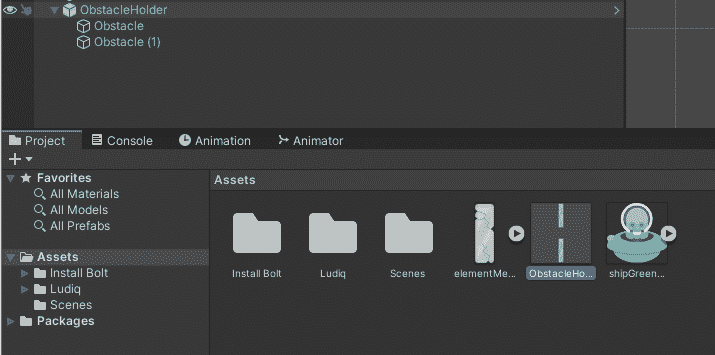 ObstacleHolder
Obstacle
Obstacle (1)
Project
Console
Animation
Animator
Favorites
All Materials
All Models
All Prefabs
Assets
Install Bolt
Ludiq
Scenes
Packages
Assets
Install Bolt
Ludiq
Scenes
elementMe...
ObstacleHo...
shipGreen...